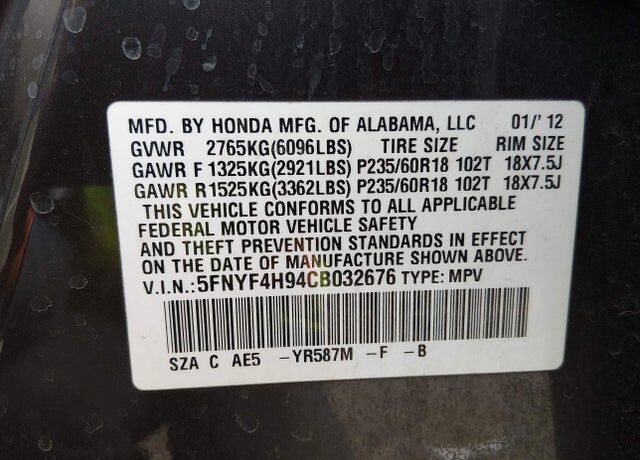 MFD. BY HONDA MFG. OF ALABAMA, LLC 01/'12
GVWR 2765KG(6096LBS) TIRE SIZE RIM SIZE
GAWR F 1325KG(2921LBS) P235/60R18 102T 18X7.5J
GAWR R 1525KG(3362LBS) P235/60R18 102T 18X7.5J
THIS VEHICLE CONFORMS TO ALL APPLICABLE
FEDERAL MOTOR VEHICLE SAFETY
AND THEFT PREVENTION STANDARDS IN EFFECT
ON THE DATE OF MANUFACTURE SHOWN ABOVE.
V.I.N.:5FNYF4H94CB032676 TYPE: MPV
SZA C AE5 -YR587M -F -B